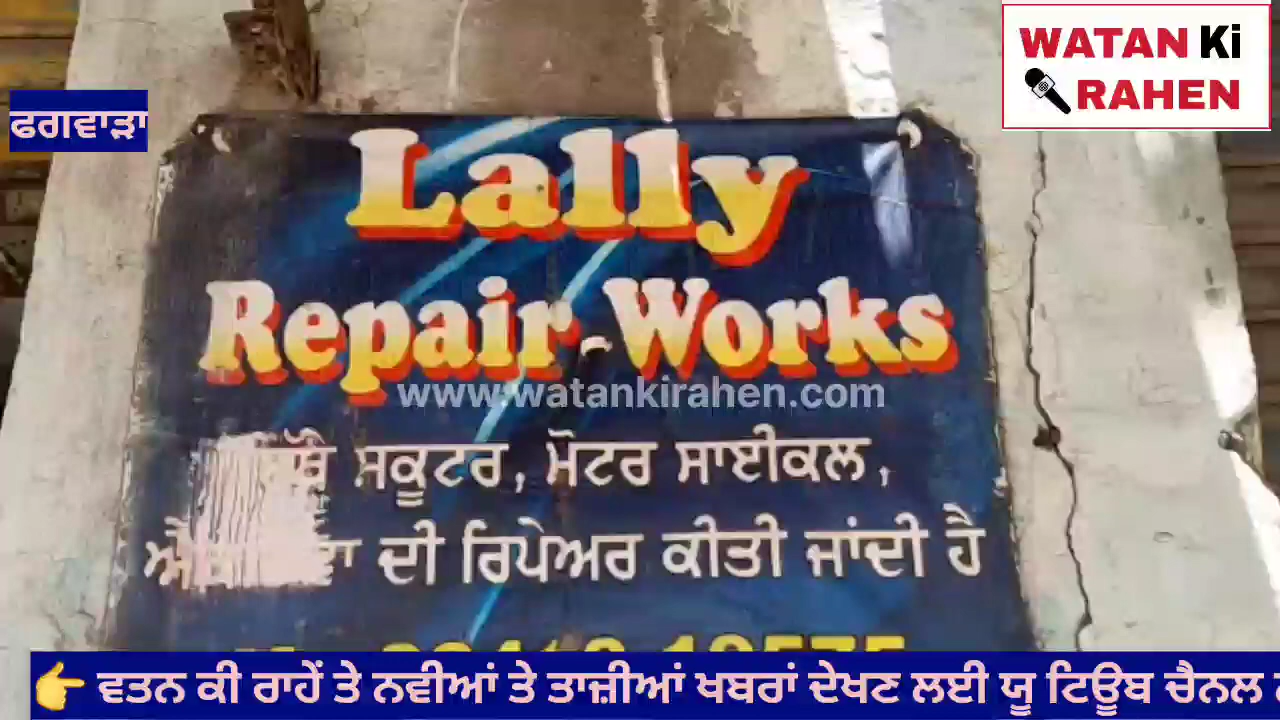 WATAN Ki
RAHEN
ਫਗਵਾੜਾ
Lally
Repair Works
www.watankirahen.com
ਸਕੂਟਰ, ਮੋਟਰ ਸਾਈਕਲ,
ਦੀ ਰਿਪੇਅਰ ਕੀਤੀ ਜਾਂਦੀ ਹੈ
👉 ਵਤਨ ਕੀ ਰਾਹੇਂ ਤੇ ਨਵੀਆਂ ਤੇ ਤਾਜ਼ੀਆਂ ਖਬਰਾਂ ਦੇਖਣ ਲਈ ਯੂ ਟਿਊਬ ਚੈਨਲ